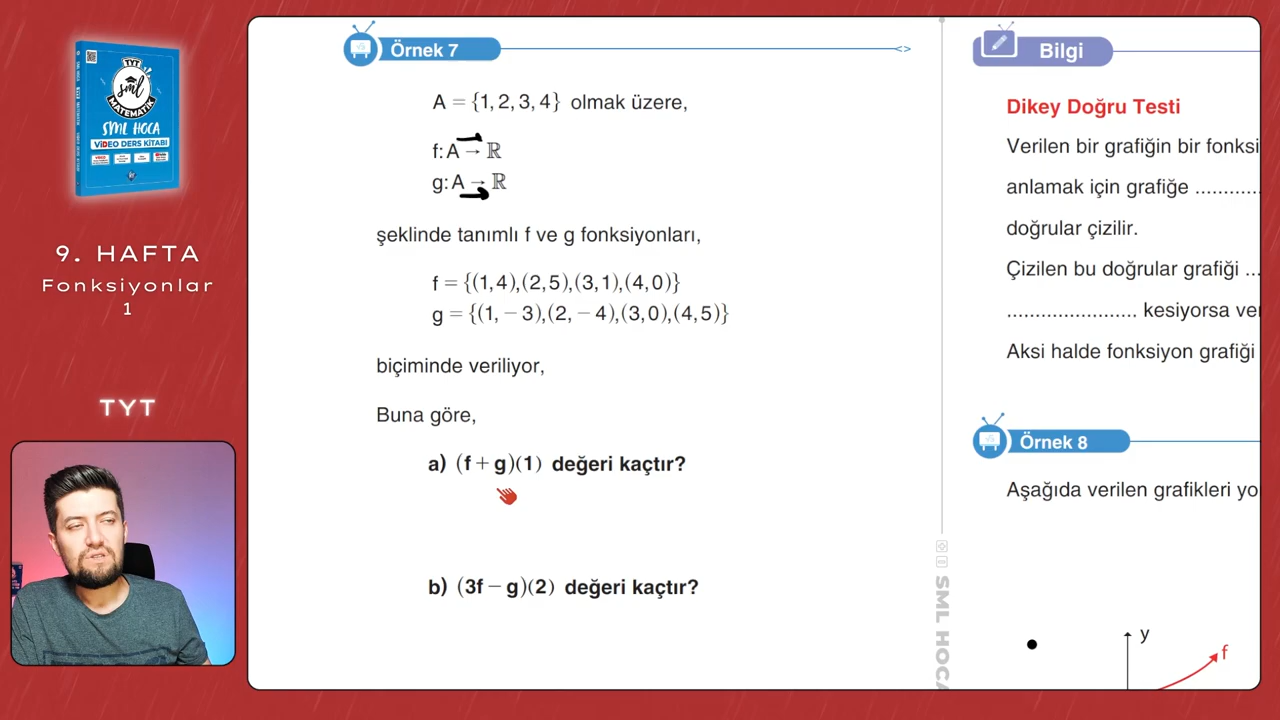 TYT
sml
MATEMATİK
SML HOCA
VİDEO DERS KİTABI
9. HAFTA
Fonksiyonlar
1
TYT
Örnek 7
A = {1, 2, 3, 4} olmak üzere,
f: A → ℝ
g: A → ℝ
şeklinde tanımlı f ve g fonksiyonları,
f = {(1, 4),(2, 5),(3, 1),(4, 0)}
g = {(1, − 3),(2, − 4),(3, 0),(4, 5)}
biçiminde veriliyor,
Buna göre,
a) (f + g)(1) değeri kaçtır?
b) (3f − g)(2) değeri kaçtır?
SML HOCA
Bilgi
Dikey Doğru Testi
Verilen bir grafiğin bir fonksi
anlamak için grafiğe ............
doğrular çizilir.
Çizilen bu doğrular grafiği ...
....................... kesiyorsa ver
Aksi halde fonksiyon grafiği
Örnek 8
Aşağıda verilen grafikleri yo
y
f